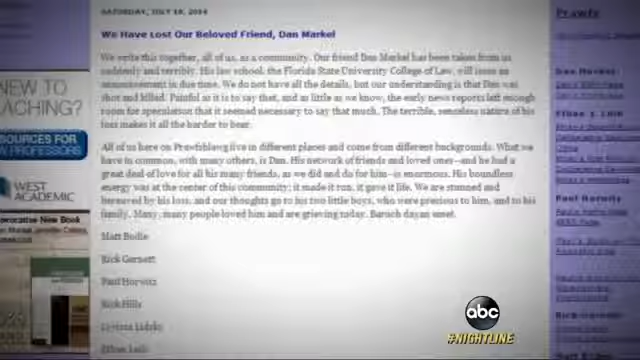 SATURDAY, JULY 19, 2014
We Have Lost Our Beloved Friend, Dan Markel
We write this together, all of us, as a community. Our friend Dan Markel has been taken from us
suddenly and terribly. His law school, the Florida State University College of Law, will issue an
announcement in due time. We do not have all the details, but our understanding is that Dan was
shot and killed. Painful as it is to say that, and as little as we know, the early news reports left enough
room for speculation that it seemed necessary to say that much. The terrible, senseless nature of his
loss makes it all the harder to bear.
All of us here on Prawfsblawg live in different places and come from different backgrounds. What we
have in common, with many others, is Dan. His network of friends and loved ones—and he had a
great deal of love for all his many friends, as we did and do for him—is enormous. His boundless
energy was at the center of this community; it made it run, it gave it life. We are stunned and
bereaved by his loss, and our thoughts go to his two little boys, who were precious to him, and to his
family. Many, many people loved him and are grieving today. Baruch dayan emet.
Matt Bodie
Rick Garnett
Paul Horwitz
Rick Hills
Lyrissa Lidsky
Ethan Leib
NEW TO
ACHING?
SOURCES FOR
PROFESSORS
WEST
ACADEMIC
New Book
Prawfs
Dan Markel
Ethan J. Leib
Paul Horwitz
abc
#NIGHTLINE